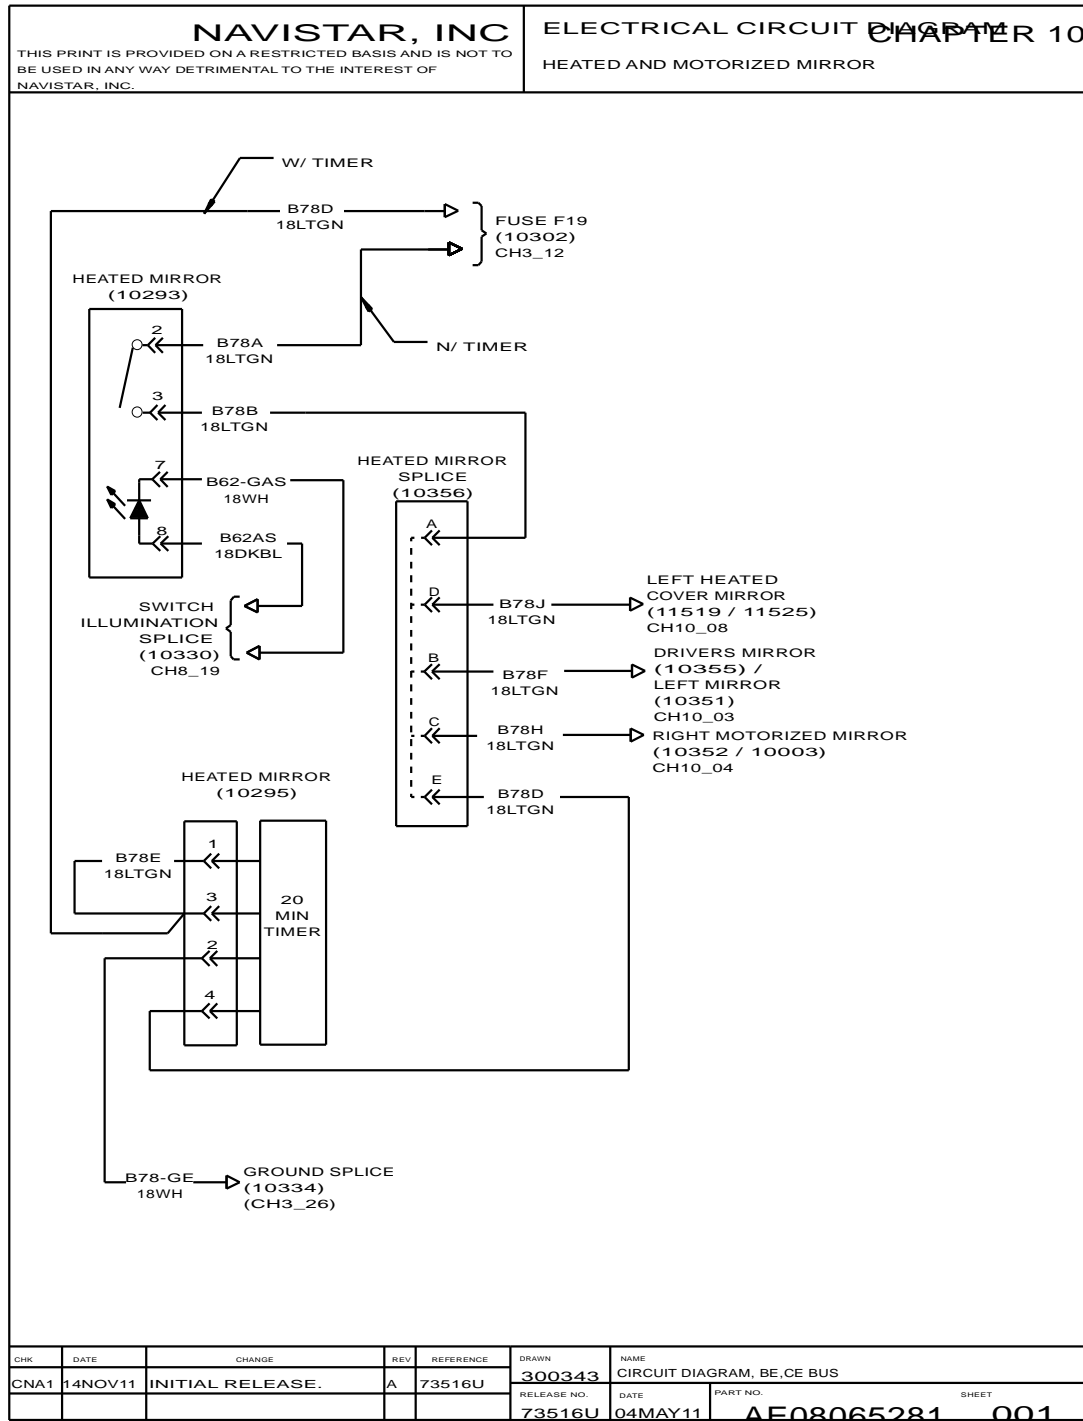 NAVISTAR, INC
THIS PRINT IS PROVIDED ON A RESTRICTED BASIS AND IS NOT TO
BE USED IN ANY WAY DETRIMENTAL TO THE INTEREST OF
NAVISTAR, INC.
ELECTRICAL CIRCUIT DIAGRAM
CHAPTER 10
HEATED AND MOTORIZED MIRROR
W/ TIMER
B78D
18LTGN
FUSE F19
(10302)
CH3_12
HEATED MIRROR
(10293)
2
B78A
18LTGN
N/ TIMER
3
B78B
18LTGN
7
B62-GAS
18WH
8
B62AS
18DKBL
SWITCH
ILLUMINATION
SPLICE
(10330)
CH8_19
HEATED MIRROR
SPLICE
(10356)
A
D
B78J
18LTGN
LEFT HEATED
COVER MIRROR
(11519 / 11525)
CH10_08
B
B78F
18LTGN
DRIVERS MIRROR
(10355) /
LEFT MIRROR
(10351)
CH10_03
C
B78H
18LTGN
RIGHT MOTORIZED MIRROR
(10352 / 10003)
CH10_04
E
B78D
18LTGN
HEATED MIRROR
(10295)
1
B78E
18LTGN
3
2
4
20
MIN
TIMER
B78-GE
18WH
GROUND SPLICE
(10334)
(CH3_26)
CHK DATE CHANGE REV REFERENCE
CNA1 14NOV11 INITIAL RELEASE. A 73516U
DRAWN
300343
NAME
CIRCUIT DIAGRAM, BE,CE BUS
RELEASE NO.
73516U
DATE
04MAY11
PART NO.
AE08065281
SHEET
001